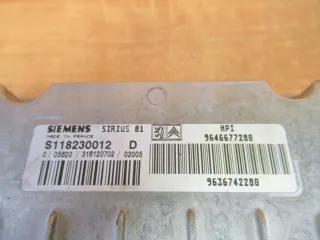 SIEMENS SIRIUS 81
MADE IN FRANCE
S118230012 D
0 / 05620 / 318120702 / 02005
HPI
9646677280
9636742280